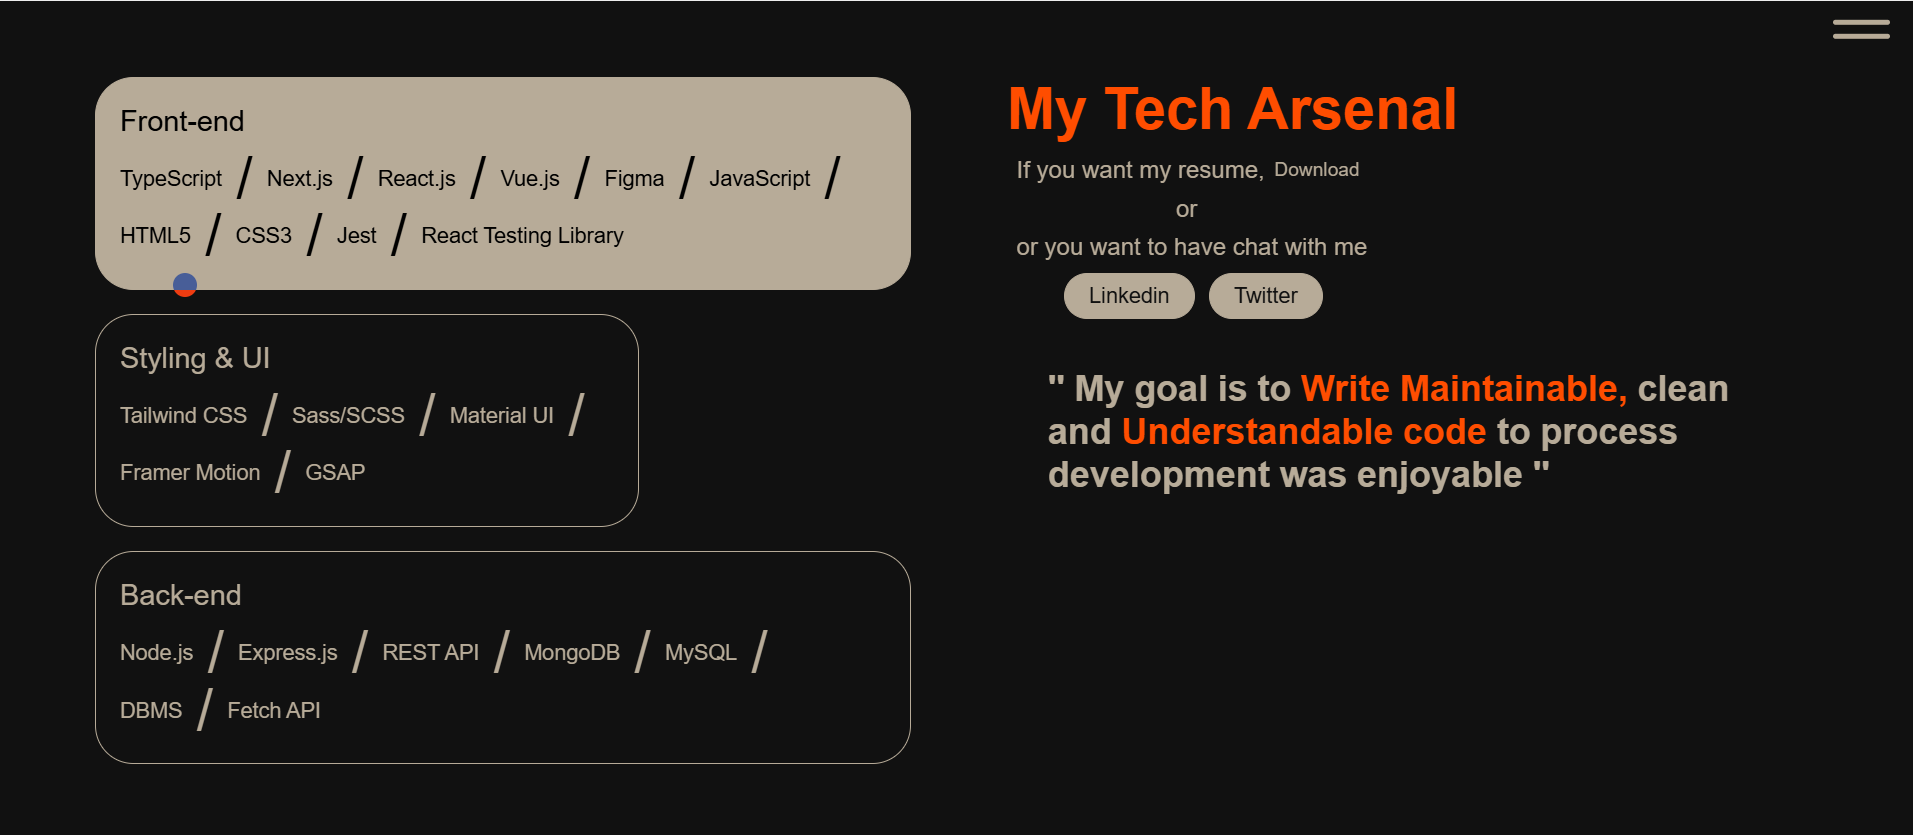 Front-end
TypeScript / Next.js / React.js / Vue.js / Figma / JavaScript /
HTML5 / CSS3 / Jest / React Testing Library
Styling & UI
Tailwind CSS / Sass/SCSS / Material UI /
Framer Motion / GSAP
Back-end
Node.js / Express.js / REST API / MongoDB / MySQL /
DBMS / Fetch API
My Tech Arsenal
If you want my resume, Download
or
or you want to have chat with me
Linkedin Twitter
" My goal is to Write Maintainable, clean
and Understandable code to process
development was enjoyable "